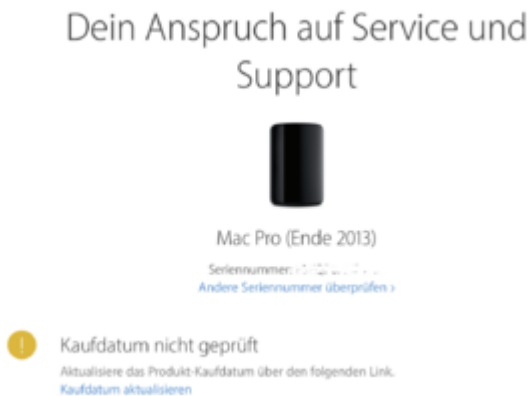 Dein Anspruch auf Service und
Support
Mac Pro (Ende 2013)
Seriennummer:
Andere Seriennummer überprüfen ›
Kaufdatum nicht geprüft
Aktualisiere das Produkt-Kaufdatum über den folgenden Link.
Kaufdatum aktualisieren